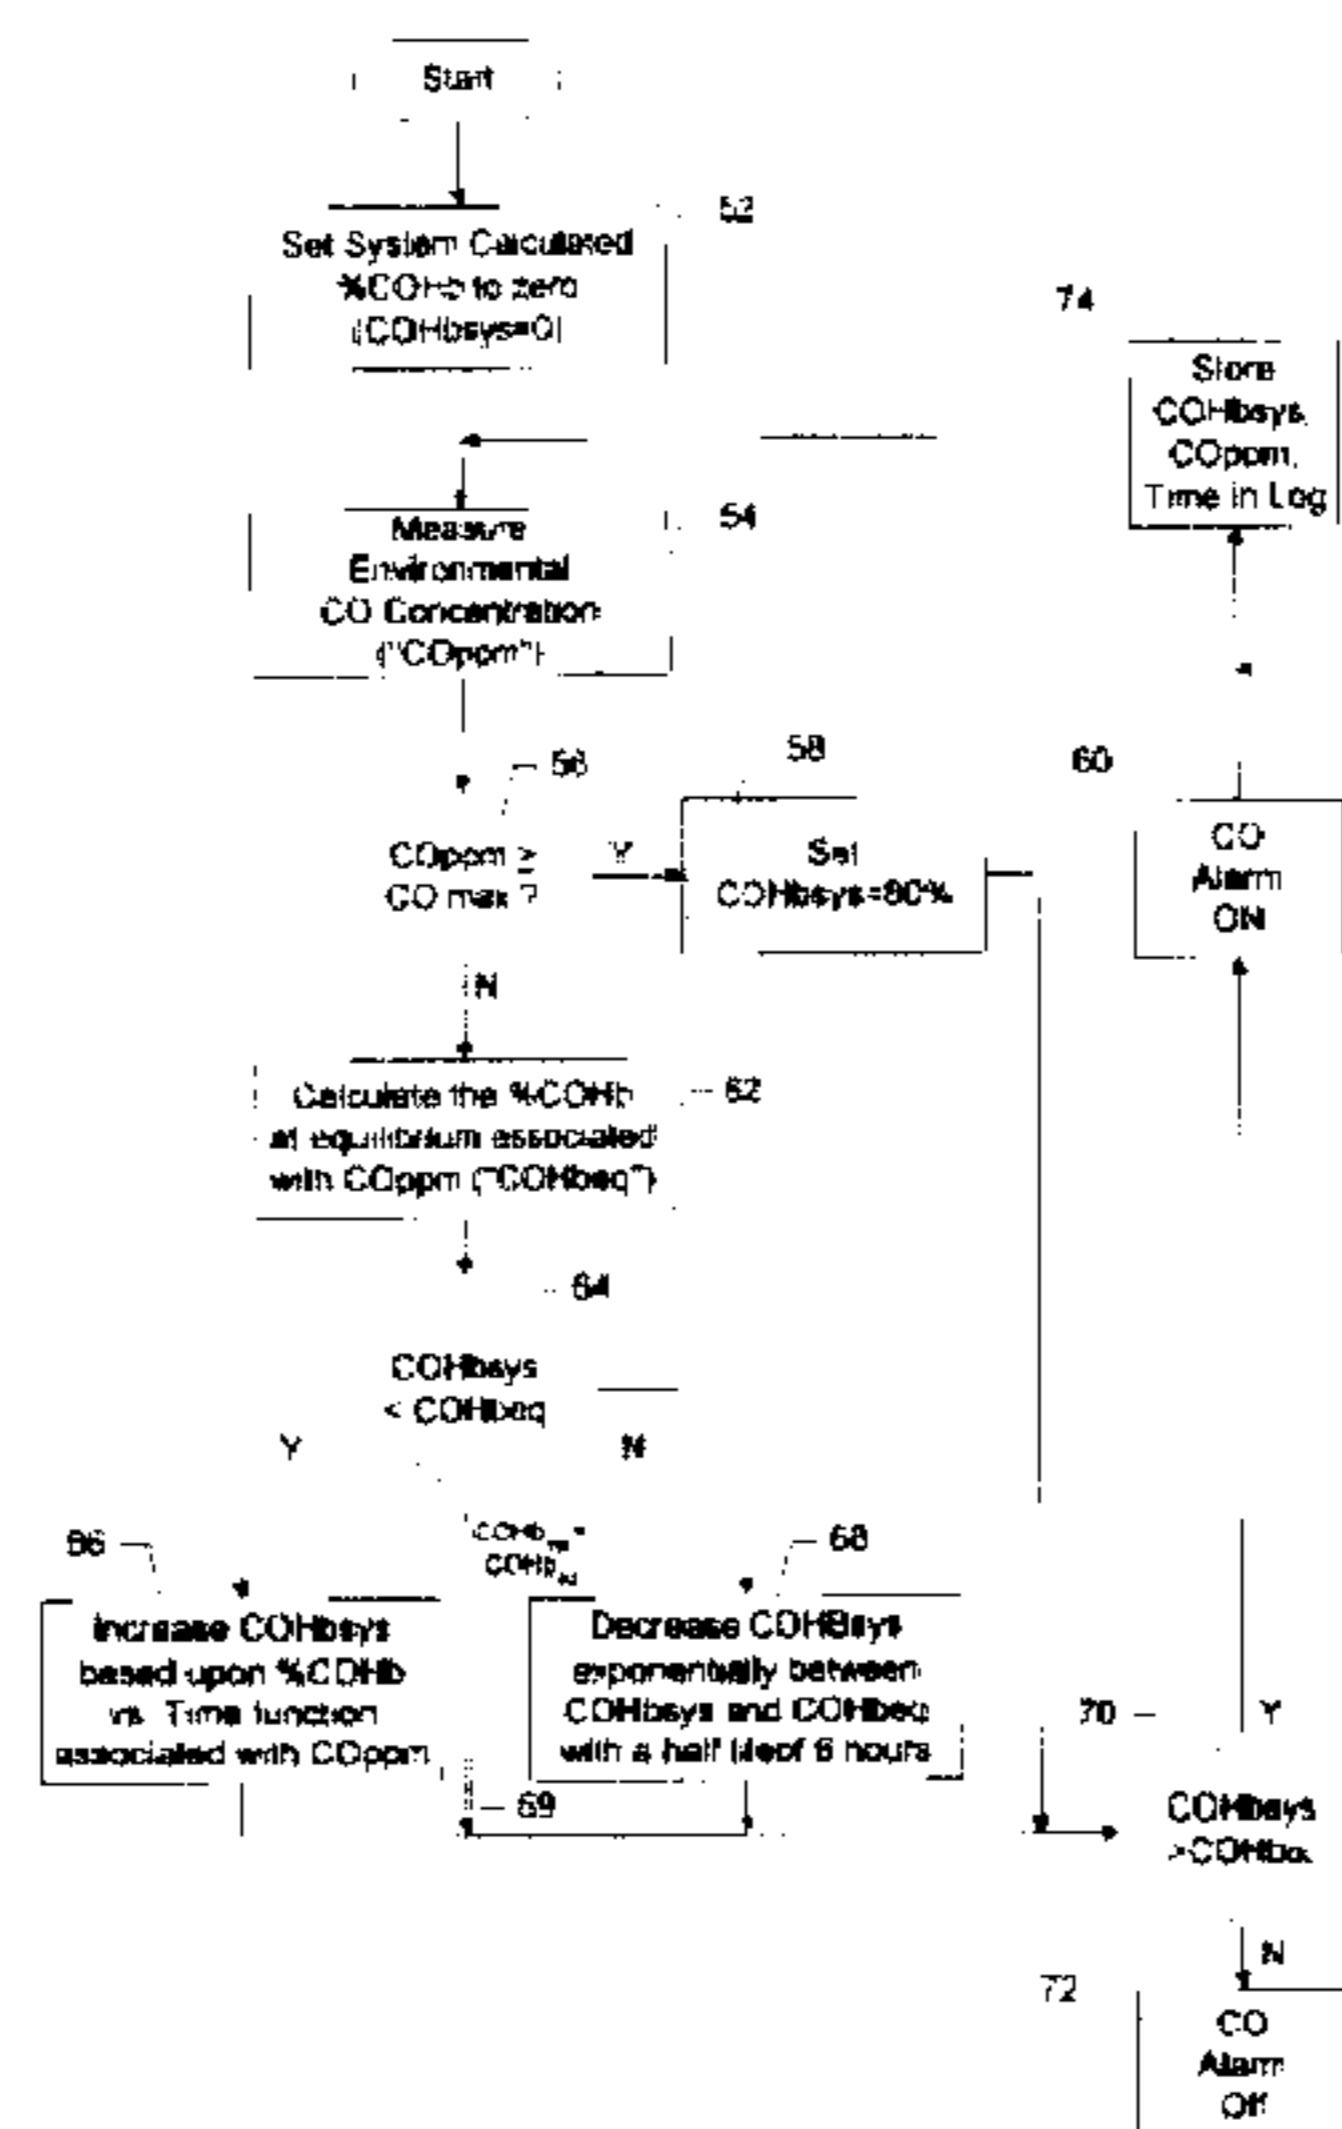 Start
52
Set System Calculated
%COHb to zero
(COHbsys=0)
74
Store
COHbsys,
COppm,
Time in Log
54
Measure
Environmental
CO Concentration
("COppm")
56
58
60
COppm ≥
CO max ?
Y
Set
COHbsys=80%
CO
Alarm
ON
N
62
Calculate the %COHb
at equilibrium associated
with COppm ("COHbeq")
64
COHbsys
< COHbeq
Y
N
66
68
Increase COHbsys
based upon %COHb
vs. Time function
associated with COppm
Decrease COHBsys
exponentially between
COHbsys and COHbeq
with a half lifeof 6 hours
69
70
Y
COHbsys
N
72
CO
Alarm
Off